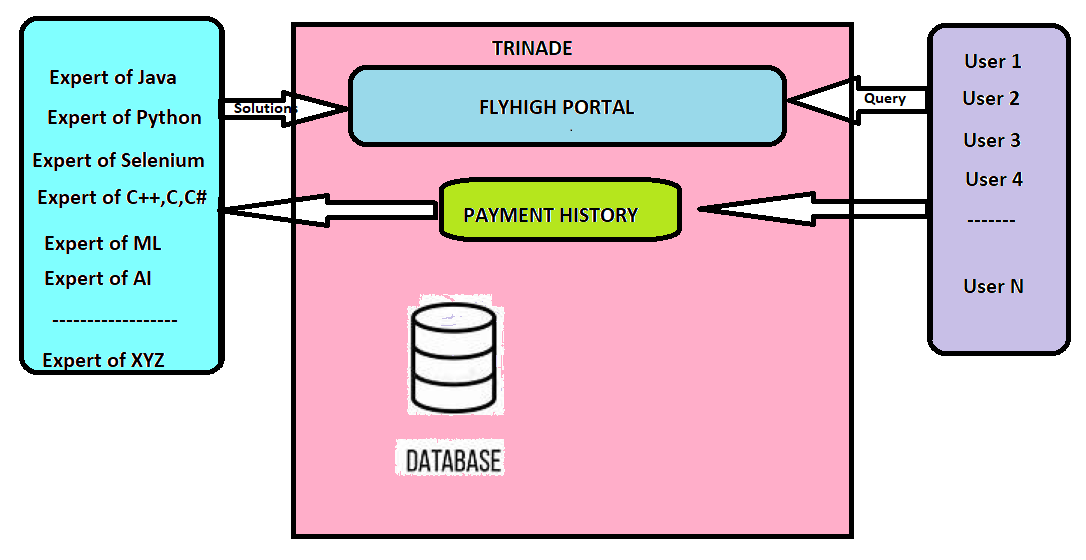 Expert of Java
Expert of Python
Expert of Selenium
Expert of C++,C,C#
Expert of ML
Expert of AI
------------------
Expert of XYZ
Solutions
TRINADE
FLYHIGH PORTAL
.
PAYMENT HISTORY
DATABASE
Query
User 1
User 2
User 3
User 4
-------
User N